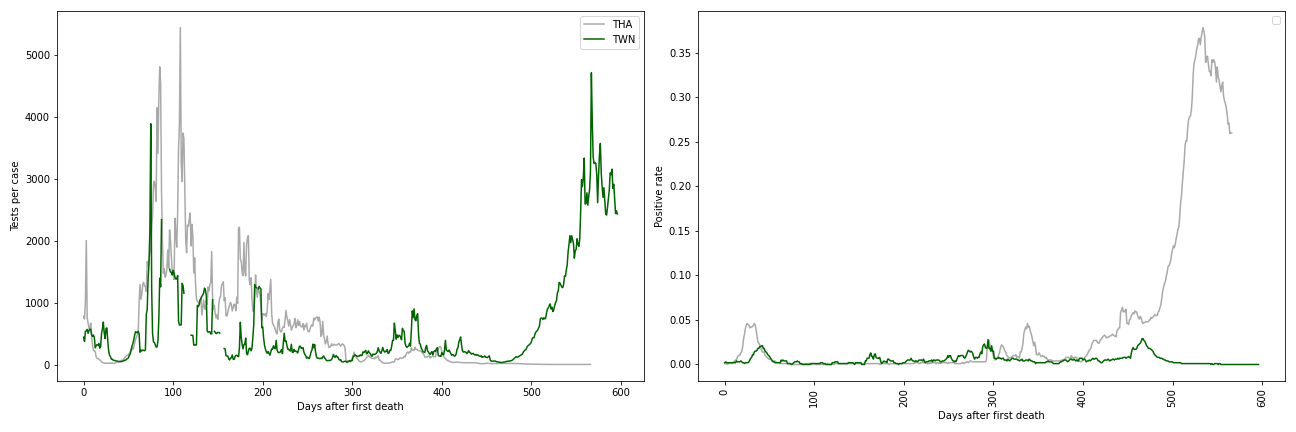 THA
TWN
5000
4000
3000
2000
1000
0
Tests per case
0 100 200 300 400 500 600
Days after first death
0.35
0.30
0.25
0.20
0.15
0.10
0.05
0.00
Positive rate
0 100 200 300 400 500 600
Days after first death